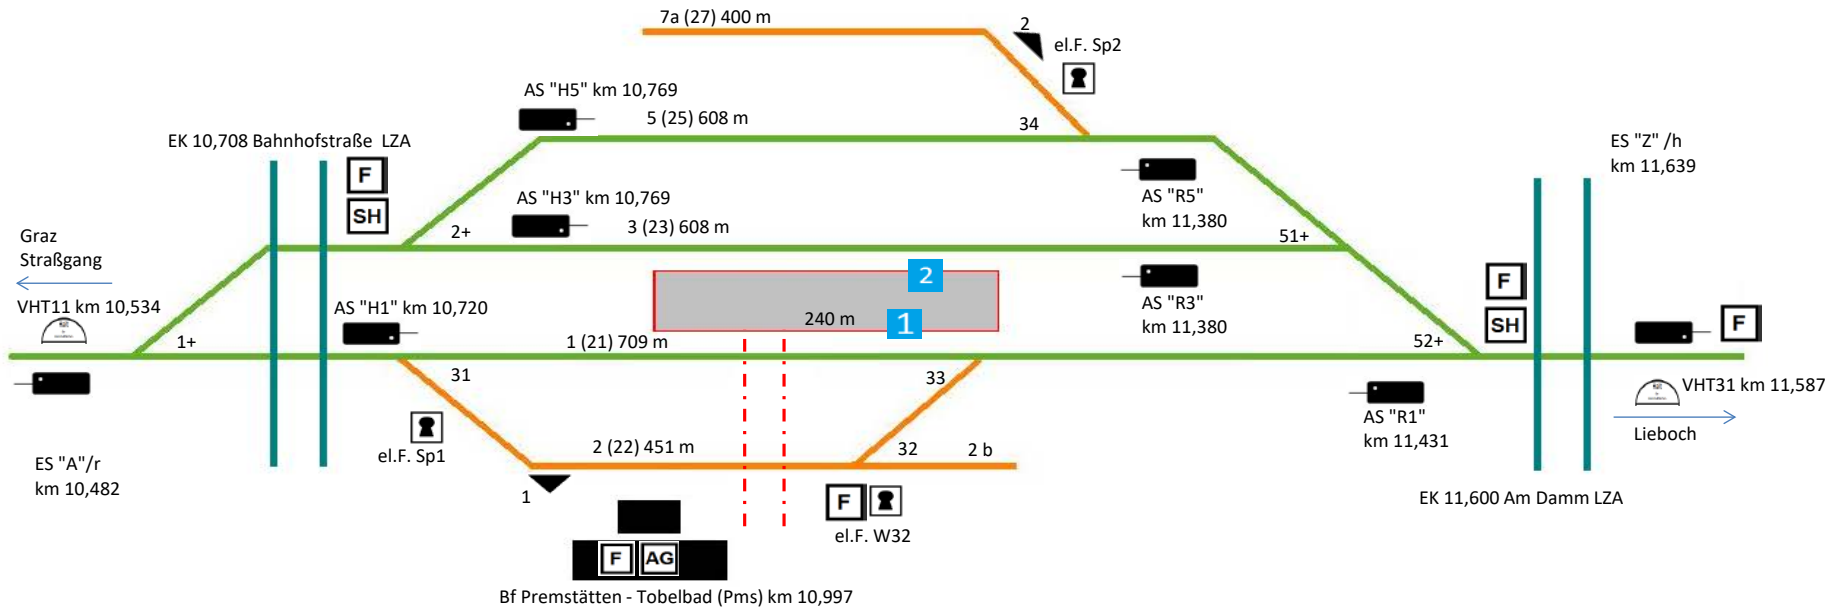 7a (27) 400 m
2
el.F. Sp2
AS "H5" km 10,769
5 (25) 608 m
34
EK 10,708 Bahnhofstraße LZA
ES "Z" /h
km 11,639
F
SH
AS "H3" km 10,769
3 (23) 608 m
2+
AS "R5"
km 11,380
51+
Graz
Straßgang
VHT11 km 10,534
AS "H1" km 10,720
2
1
240 m
AS "R3"
km 11,380
F
SH
F
1+
1 (21) 709 m
52+
31
33
VHT31 km 11,587
AS "R1"
km 11,431
Lieboch
el.F. Sp1
2 (22) 451 m
32
2 b
ES "A"/r
km 10,482
1
F
el.F. W32
EK 11,600 Am Damm LZA
F
AG
Bf Premstätten - Tobelbad (Pms) km 10,997